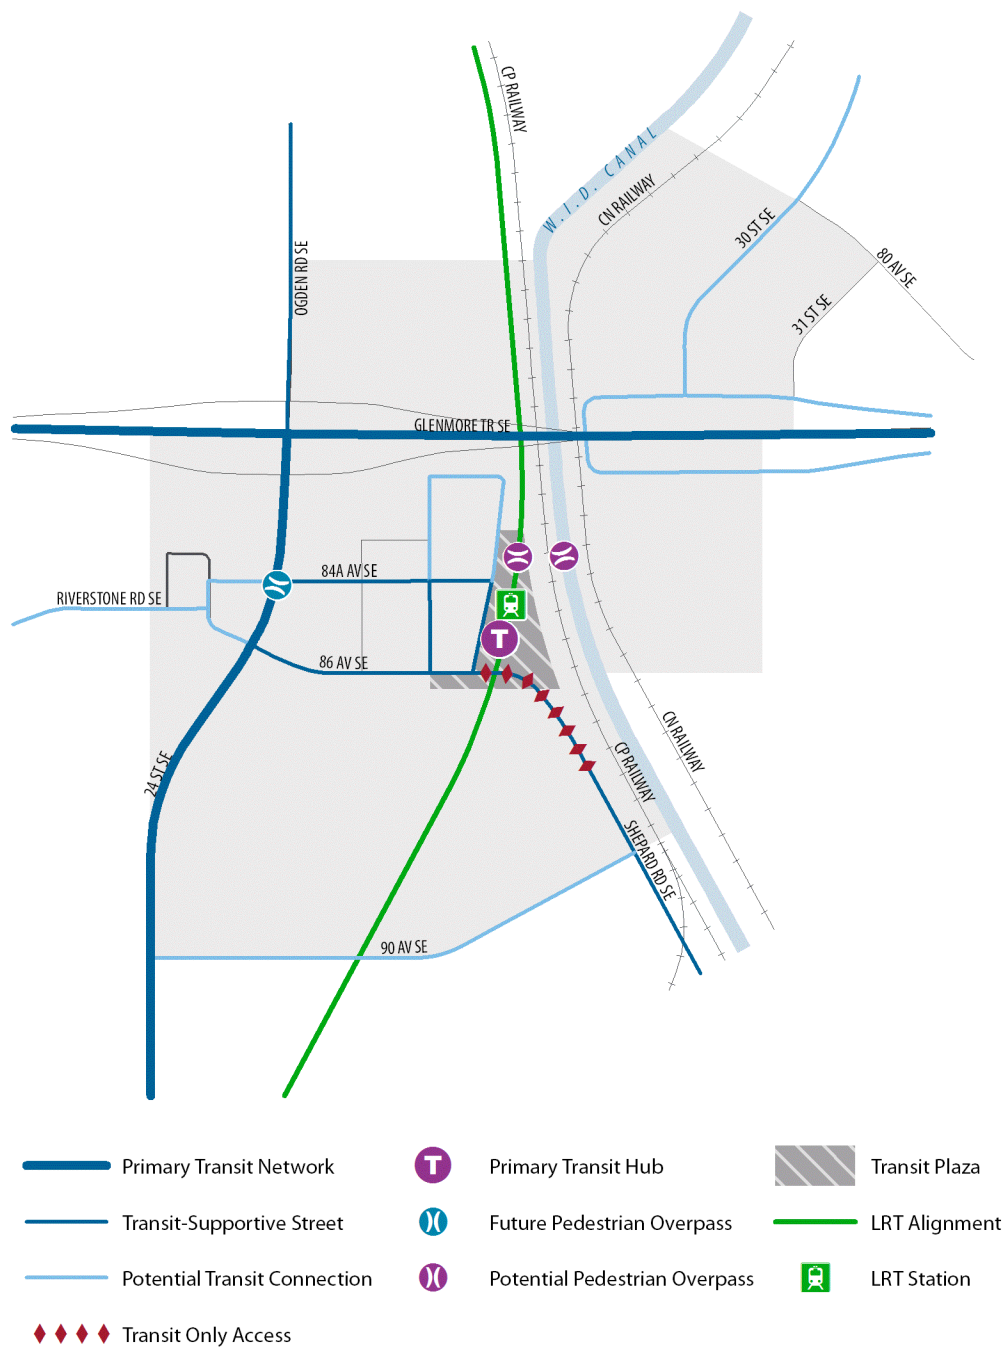 CP RAILWAY
W.I.D. CANAL
CN RAILWAY
30 ST SE
80 AV SE
OGDEN RD SE
31 ST SE
GLENMORE TR SE
84A AV SE
RIVERSTONE RD SE
T
86 AV SE
24 ST SE
CN RAILWAY
CP RAILWAY
SHEPARD RD SE
90 AV SE
Primary Transit Network
T
Primary Transit Hub
Transit Plaza
Transit-Supportive Street
Future Pedestrian Overpass
LRT Alignment
Potential Transit Connection
Potential Pedestrian Overpass
LRT Station
Transit Only Access